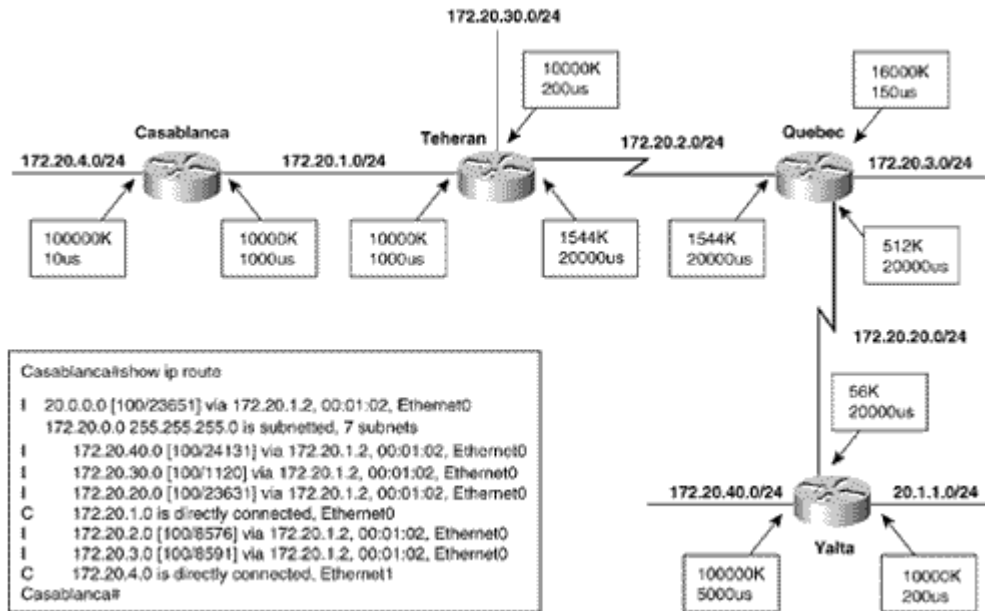 172.20.30.0/24
10000K
200us
16000K
150us
Casablanca
Teheran
Quebec
172.20.4.0/24
172.20.1.0/24
172.20.2.0/24
172.20.3.0/24
100000K
10us
10000K
1000us
10000K
1000us
1544K
20000us
1544K
20000us
512K
20000us
172.20.20.0/24
Casablanca#show ip route
I 20.0.0.0 [100/23651] via 172.20.1.2, 00:01:02, Ethernet0
172.20.0.0 255.255.255.0 is subnetted, 7 subnets
I 172.20.40.0 [100/24131] via 172.20.1.2, 00:01:02, Ethernet0
I 172.20.30.0 [100/1120] via 172.20.1.2, 00:01:02, Ethernet0
I 172.20.20.0 [100/23631] via 172.20.1.2, 00:01:02, Ethernet0
C 172.20.1.0 is directly connected, Ethernet0
I 172.20.2.0 [100/8576] via 172.20.1.2, 00:01:02, Ethernet0
I 172.20.3.0 [100/8591] via 172.20.1.2, 00:01:02, Ethernet0
C 172.20.4.0 is directly connected, Ethernet1
Casablanca#
56K
20000us
172.20.40.0/24
20.1.1.0/24
Yalta
100000K
5000us
10000K
200us